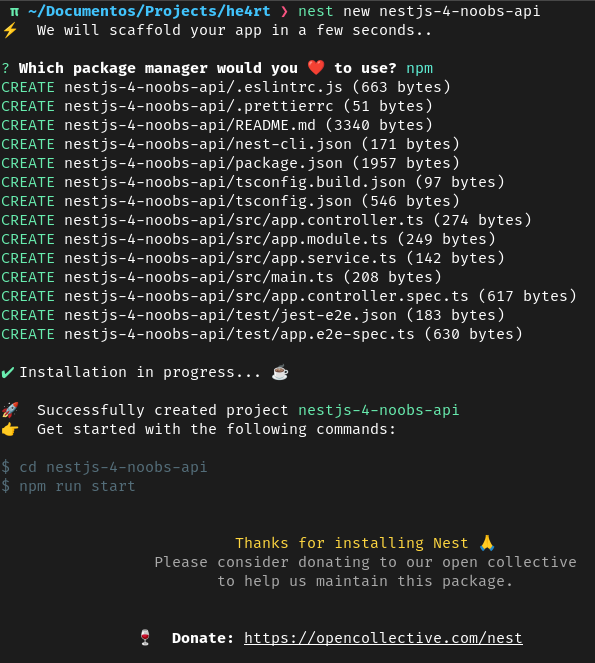 π ~/Documentos/Projects/he4rt ❯ nest new nestjs-4-noobs-api
⚡ We will scaffold your app in a few seconds..
? Which package manager would you ❤️ to use? npm
CREATE nestjs-4-noobs-api/.eslintrc.js (663 bytes)
CREATE nestjs-4-noobs-api/.prettierrc (51 bytes)
CREATE nestjs-4-noobs-api/README.md (3340 bytes)
CREATE nestjs-4-noobs-api/nest-cli.json (171 bytes)
CREATE nestjs-4-noobs-api/package.json (1957 bytes)
CREATE nestjs-4-noobs-api/tsconfig.build.json (97 bytes)
CREATE nestjs-4-noobs-api/tsconfig.json (546 bytes)
CREATE nestjs-4-noobs-api/src/app.controller.ts (274 bytes)
CREATE nestjs-4-noobs-api/src/app.module.ts (249 bytes)
CREATE nestjs-4-noobs-api/src/app.service.ts (142 bytes)
CREATE nestjs-4-noobs-api/src/main.ts (208 bytes)
CREATE nestjs-4-noobs-api/src/app.controller.spec.ts (617 bytes)
CREATE nestjs-4-noobs-api/test/jest-e2e.json (183 bytes)
CREATE nestjs-4-noobs-api/test/app.e2e-spec.ts (630 bytes)
✔ Installation in progress... ☕
🚀 Successfully created project nestjs-4-noobs-api
👉 Get started with the following commands:
$ cd nestjs-4-noobs-api
$ npm run start
Thanks for installing Nest 🙏
Please consider donating to our open collective
to help us maintain this package.
🍷 Donate: https://opencollective.com/nest